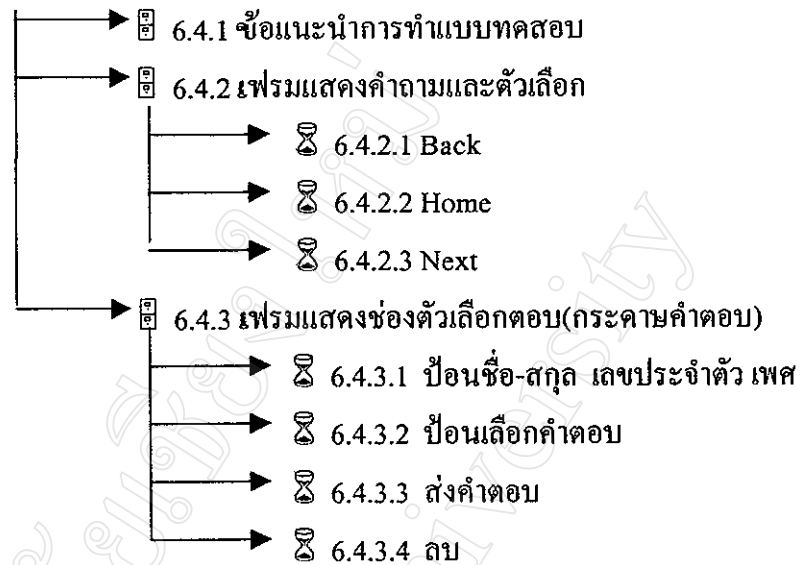 6.4.1 ข้อแนะนำการทำแบบทดสอบ
6.4.2 เฟรมแสดงคำถามและตัวเลือก
6.4.2.1 Back
6.4.2.2 Home
6.4.2.3 Next
6.4.3 เฟรมแสดงช่องตัวเลือกตอบ(กระดาษคำตอบ)
6.4.3.1 ป้อนชื่อ-สกุล เลขประจำตัว เพศ
6.4.3.2 ป้อนเลือกคำตอบ
6.4.3.3 ส่งคำตอบ
6.4.3.4 ลบ